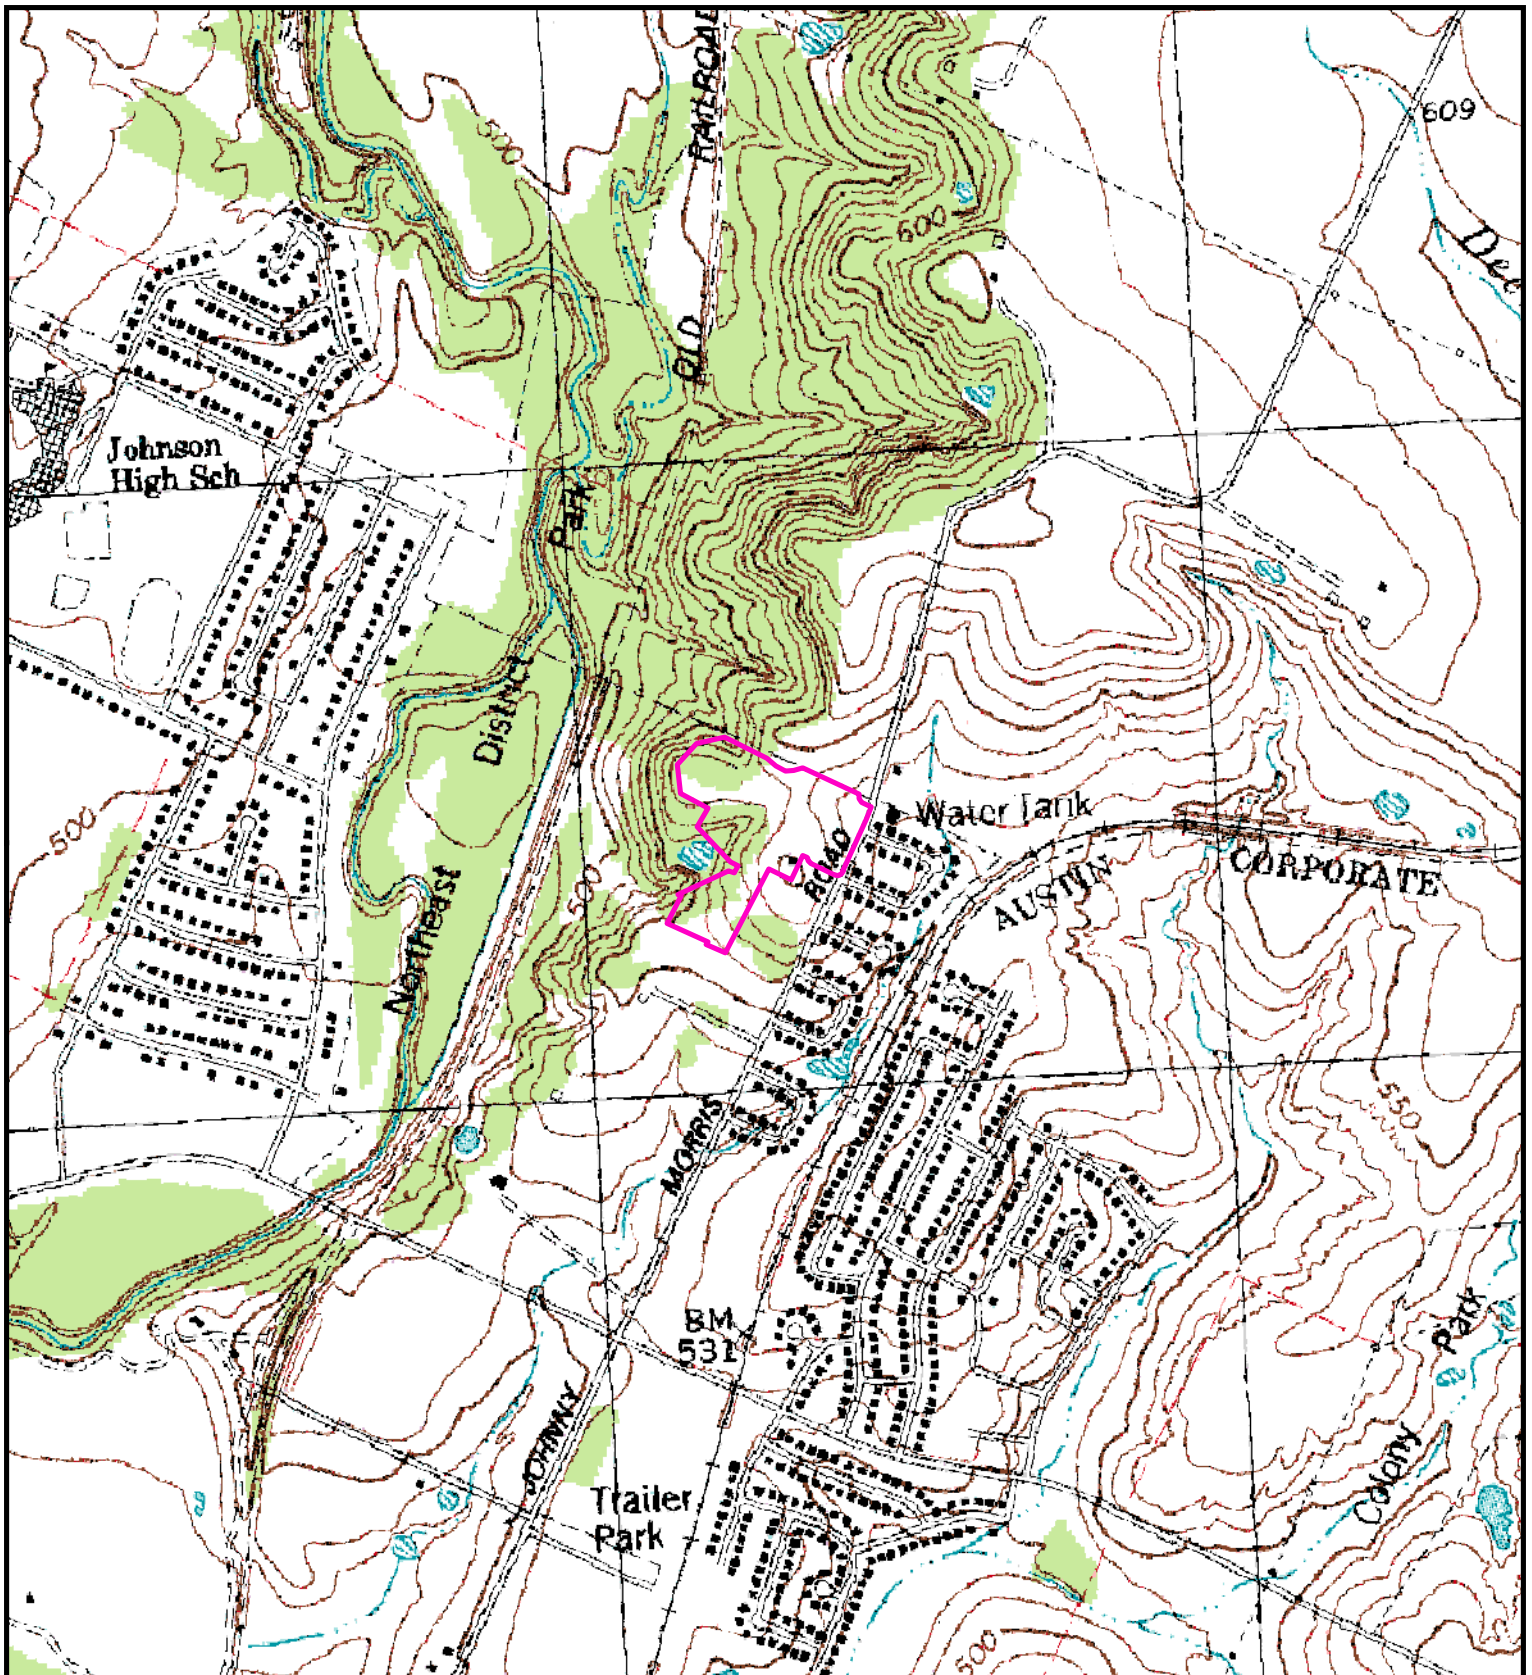 RAILROAD
500
609
600
OLD
Johnson
High Sch
Park
District
500
Water Tank
ROAD
CORPORATE
AUSTIN
500
Northeast
550
MORRIS
BM
531
Park
JOHNNY
Colony
Trailer
Park
500